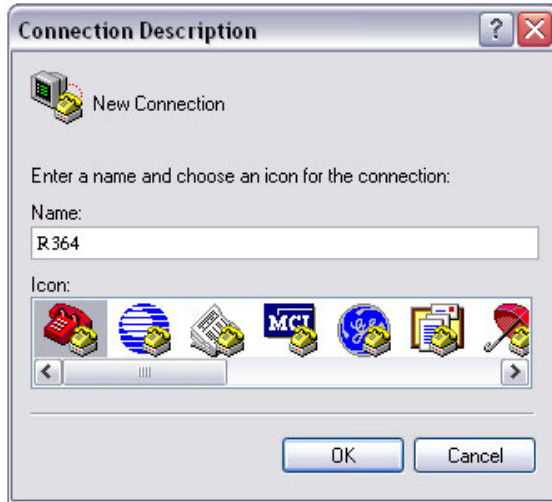 Connection Description
?
New Connection
Enter a name and choose an icon for the connection:
Name:
R364
Icon:
MCI
OK
Cancel